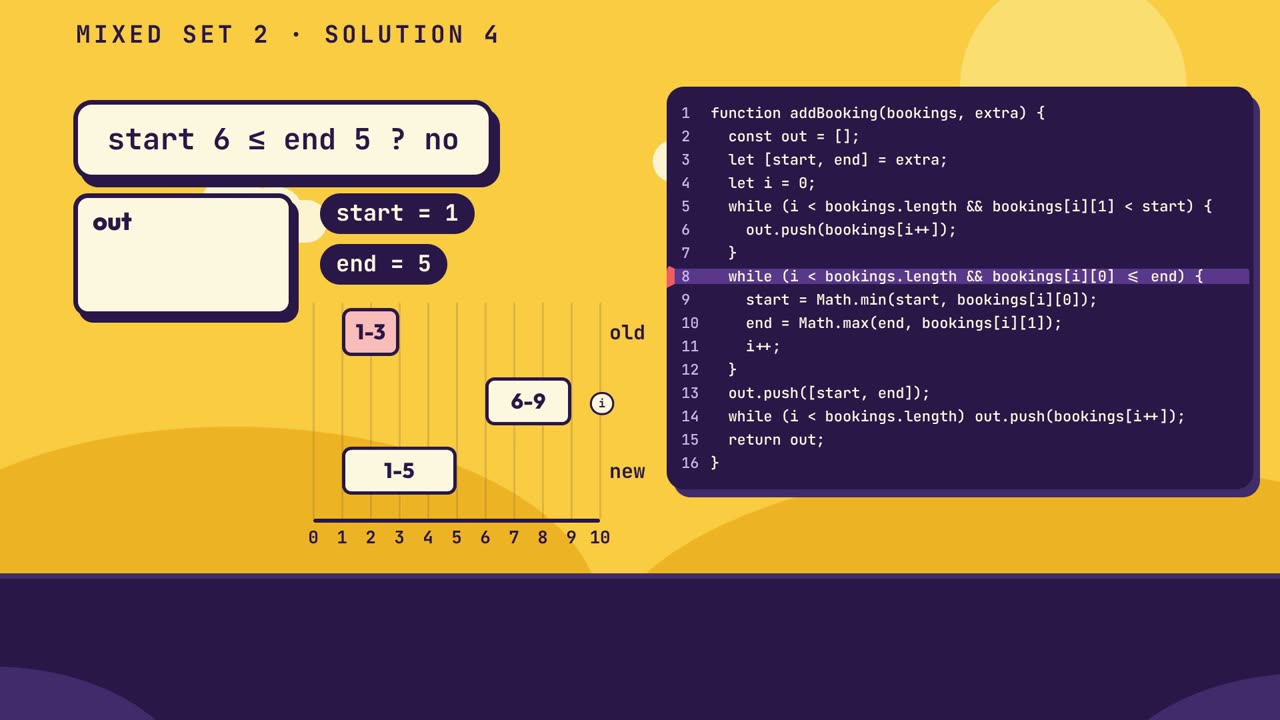 MIXED SET 2 · SOLUTION 4
start 6 ≤ end 5 ? no
out
start = 1
end = 5
1-3
old
6-9
i
1-5
new
0 1 2 3 4 5 6 7 8 9 10
1 function addBooking(bookings, extra) {
2   const out = [];
3   let [start, end] = extra;
4   let i = 0;
5   while (i < bookings.length && bookings[i][1] < start) {
6     out.push(bookings[i++]);
7   }
8   while (i < bookings.length && bookings[i][0] <= end) {
9     start = Math.min(start, bookings[i][0]);
10     end = Math.max(end, bookings[i][1]);
11     i++;
12   }
13   out.push([start, end]);
14   while (i < bookings.length) out.push(bookings[i++]);
15   return out;
16 }